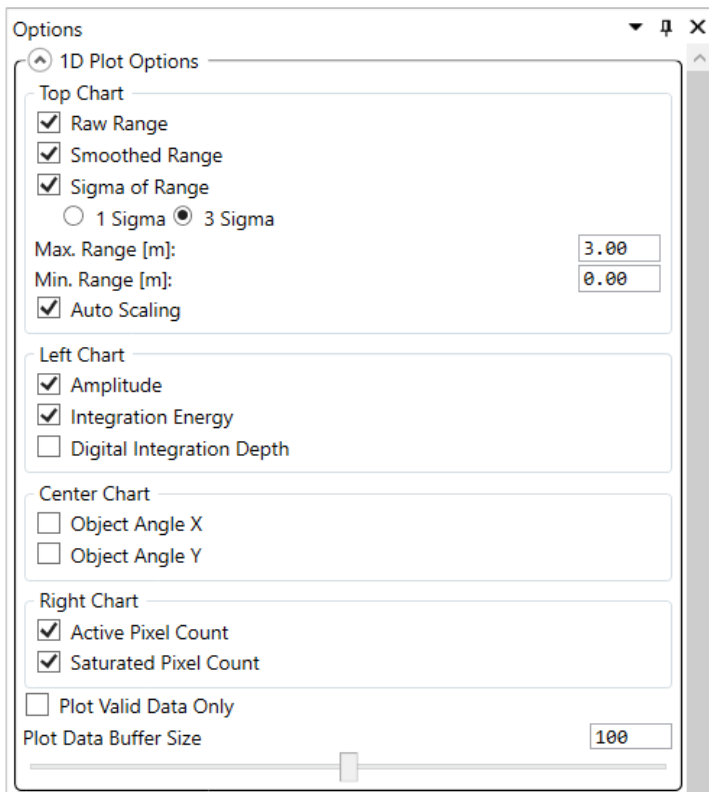 Options
1D Plot Options
Top Chart
Raw Range
Smoothed Range
Sigma of Range
1 Sigma 3 Sigma
Max. Range [m]: 3.00
Min. Range [m]: 0.00
Auto Scaling
Left Chart
Amplitude
Integration Energy
Digital Integration Depth
Center Chart
Object Angle X
Object Angle Y
Right Chart
Active Pixel Count
Saturated Pixel Count
Plot Valid Data Only
Plot Data Buffer Size 100